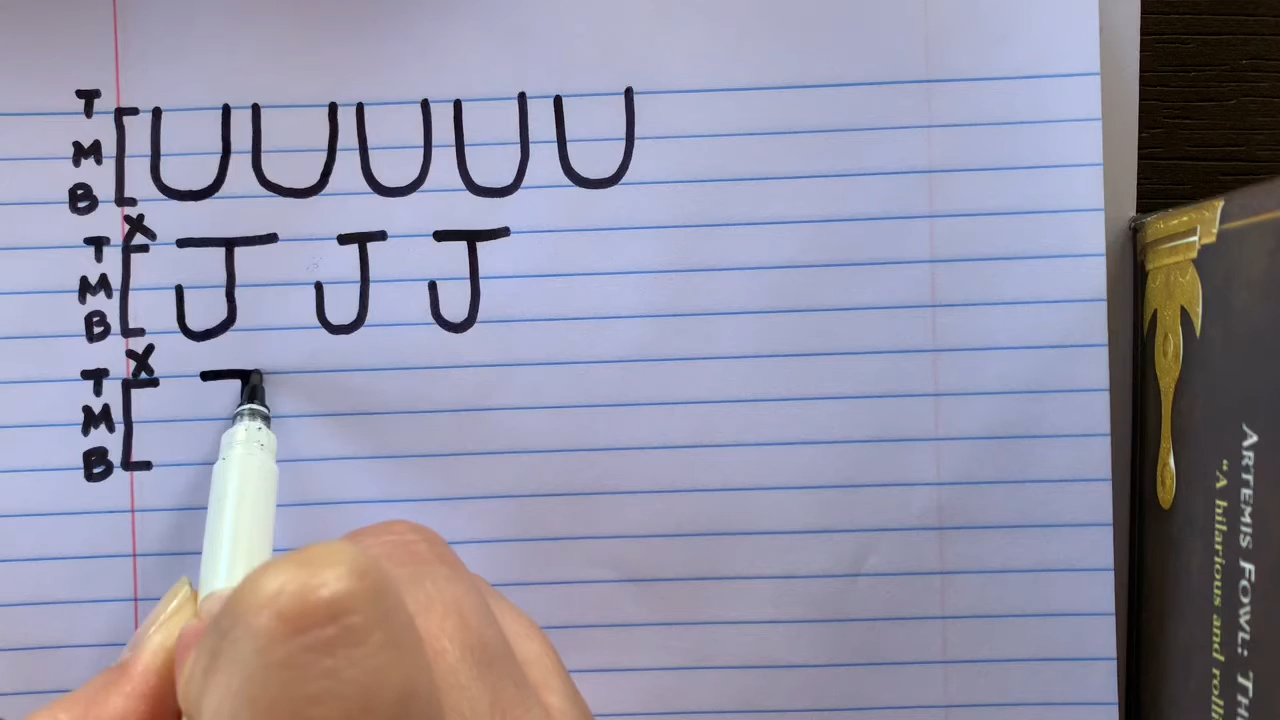 T
M U U U U U
B
X
T
M J J J
B
X
T
M
B
ARTEMIS FOWL: TH
"A hilarious and roll